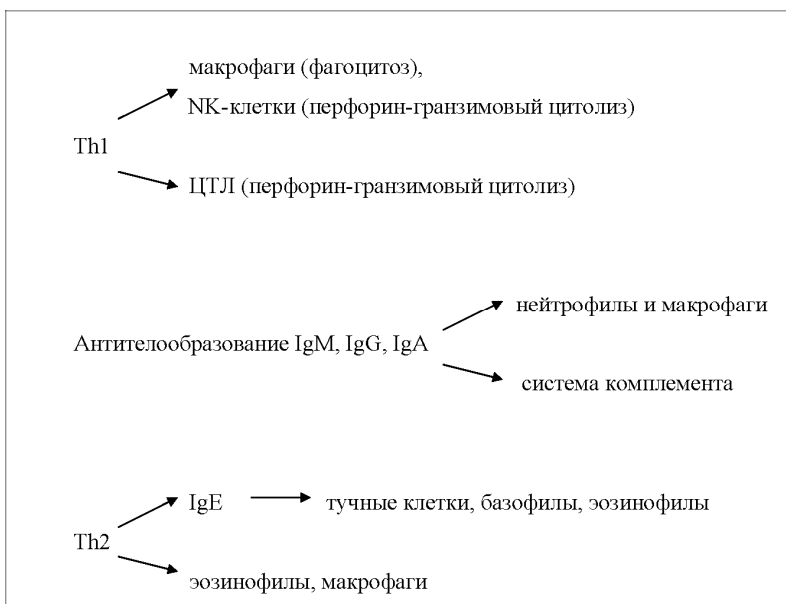 макрофаги (фагоцитоз),
NK-клетки (перфорин-гранзимовый цитолиз)
Th1
ЦТЛ (перфорин-гранзимовый цитолиз)
нейтрофилы и макрофаги
Антителообразование IgM, IgG, IgA
система комплемента
IgE
тучные клетки, базофилы, эозинофилы
Th2
эозинофилы, макрофаги